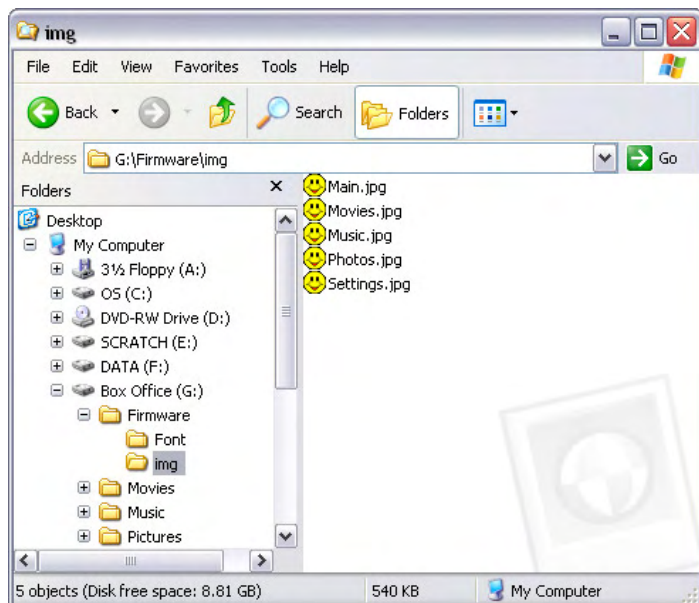 img
File Edit View Favorites Tools Help
Back Search Folders
Address G:\Firmware\img Go
Folders
Desktop
My Computer
3½ Floppy (A:)
OS (C:)
DVD-RW Drive (D:)
SCRATCH (E:)
DATA (F:)
Box Office (G:)
Firmware
Font
img
Movies
Music
Pictures
Main.jpg
Movies.jpg
Music.jpg
Photos.jpg
Settings.jpg
5 objects (Disk free space: 8.81 GB) 540 KB My Computer